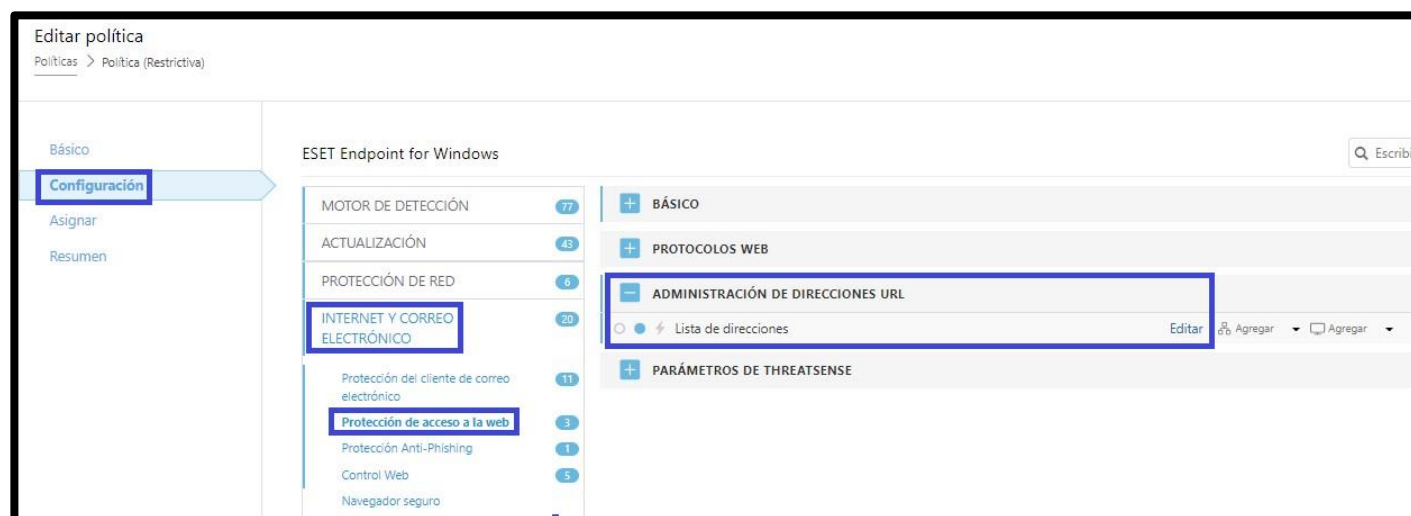 Editar política
Políticas > Política (Restrictiva)
Básico
Configuración
Asignar
Resumen
ESET Endpoint for Windows
Escribi
MOTOR DE DETECCIÓN 77
ACTUALIZACIÓN 43
PROTECCIÓN DE RED 6
INTERNET Y CORREO 20
ELECTRÓNICO
Protección del cliente de correo 11
electrónico
Protección de acceso a la web 3
Protección Anti-Phishing 1
Control Web 5
Navegador seguro
BÁSICO
PROTOCOLOS WEB
ADMINISTRACIÓN DE DIRECCIONES URL
Lista de direcciones Editar Agregar Agregar
PARÁMETROS DE THREATSENSE